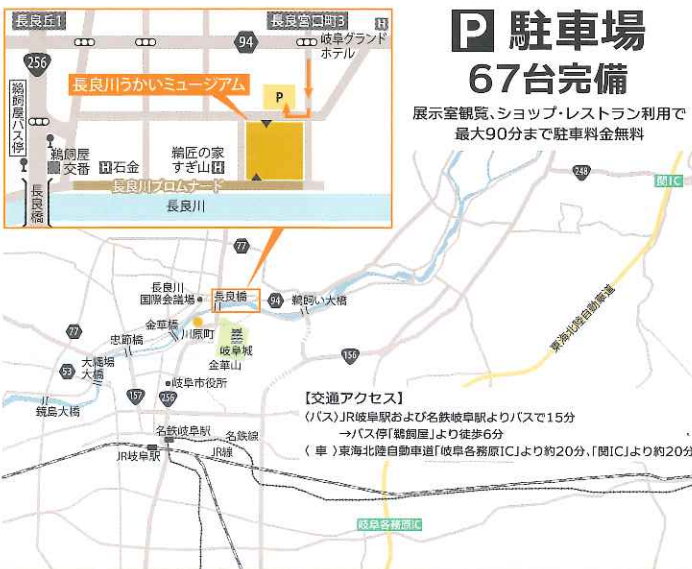 長良丘1
長良宮口町3
H
94
岐阜グランド
ホテル
256
長良川うかいミュージアム
P
鵜飼屋バス停
鵜飼屋
交番
H石金
鵜匠の家
すぎ山H
長良川プロムナード
長良橋
長良川
P 駐車場
67台完備
展示室観覧、ショップ・レストラン利用で
最大90分まで駐車料金無料
248
関IC
77
長良川
国際会議場
長良橋
94
鵜飼い大橋
77
忠節橋
金華橋
川原町
岐阜城
金華山
東海北陸自動車道
53
大縄場
大橋
156
岐阜市役所
鏡島大橋
157
256
【交通アクセス】
〈バス〉JR岐阜駅および名鉄岐阜駅よりバスで15分
→バス停「鵜飼屋」より徒歩6分
〈 車 〉東海北陸自動車道「岐阜各務原IC」より約20分、「関IC」より約20分
名鉄岐阜駅
名鉄線
JR岐阜駅
JR線
岐阜各務原IC